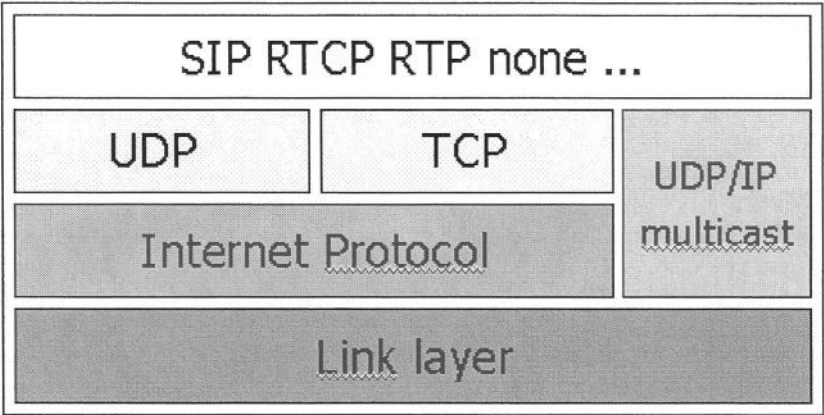 SIP RTCP RTP none ...
UDP
TCP
UDP/IP
multicast
Internet Protocol
Link layer